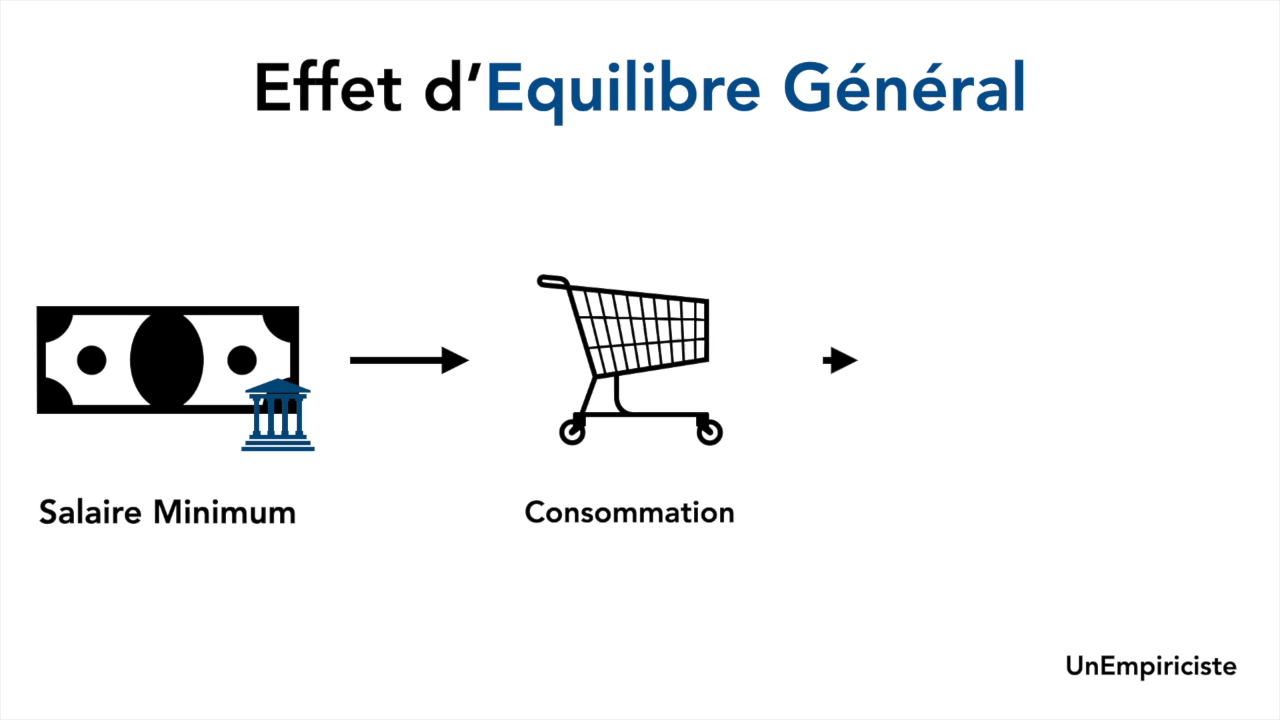 Effet d’Equilibre Général
Salaire Minimum
Consommation
UnEmpiriciste